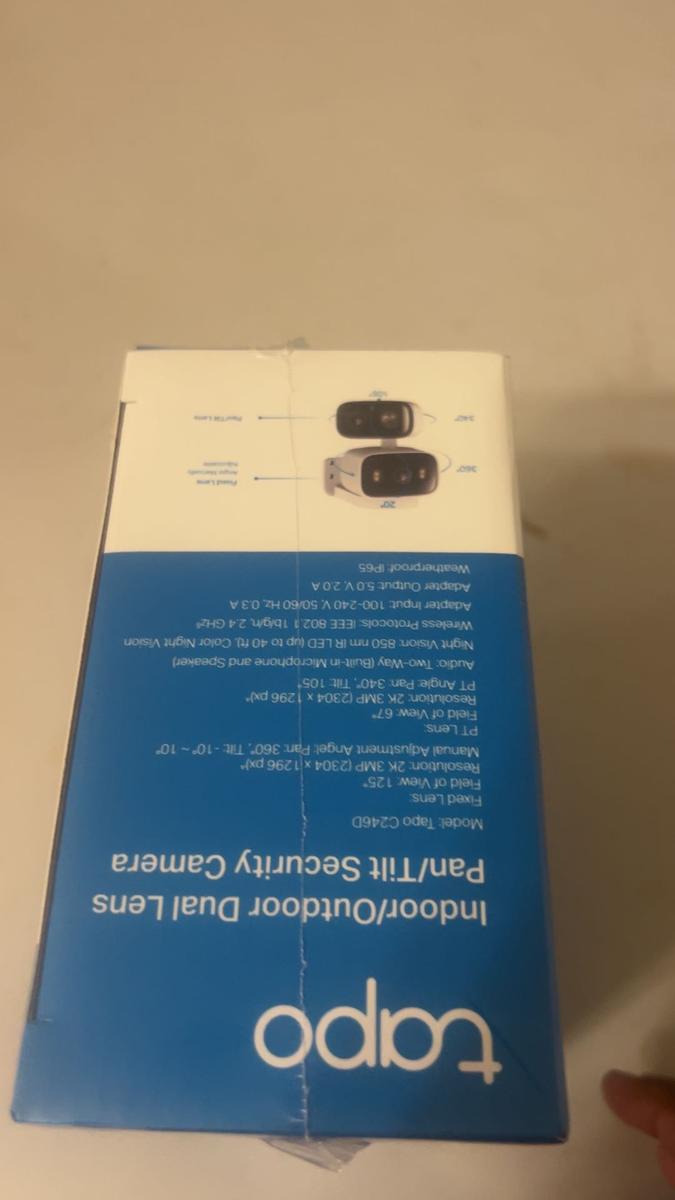 tapo
Indoor/Outdoor Dual Lens
Pan/Tilt Security Camera
Model: Tapo C246D
Fixed Lens:
Field of View: 125°
Resolution: 2K 3MP (2304 x 1296 px)*
Manual Adjustment Angel: Pan: 360°, Tilt: -10° ~ 10°
PT Lens:
Field of View: 67°
Resolution: 2K 3MP (2304 x 1296 px)*
PT Angle: Pan: 340°, Tilt: 105°
Audio: Two-Way (Built-in Microphone and Speaker)
Night Vision: 850 nm IR LED (up to 40 ft), Color Night Vision
Wireless Protocols: IEEE 802.11b/g/n, 2.4 GHz
Adapter Input: 100-240 V, 50/60 Hz, 0.3 A
Adapter Output: 5.0 V, 2.0 A
Weatherproof: IP65
20°
360°
Fixed Lens
Angle Manually
Adjustable
340°
Pan/Tilt Lens
105°